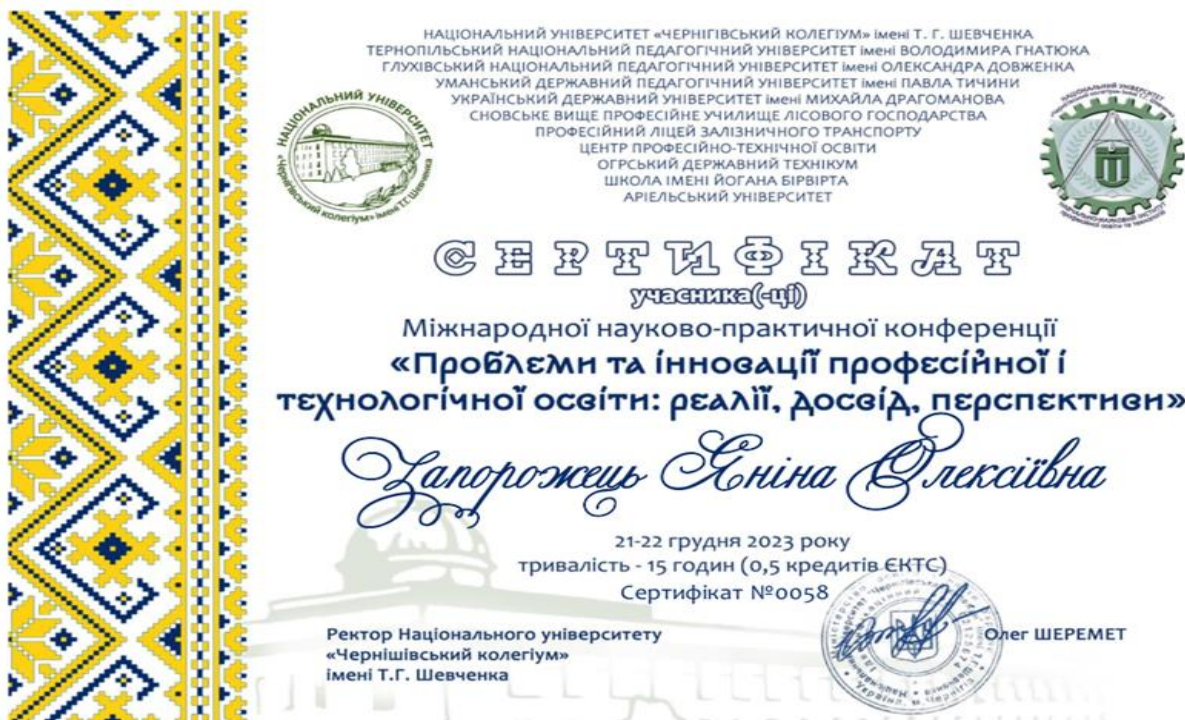 НАЦІОНАЛЬНИЙ УНІВЕРСИТЕТ «ЧЕРНІГІВСЬКИЙ КОЛЕГІУМ» імені Т. Г. ШЕВЧЕНКА
ТЕРНОПІЛЬСЬКИЙ НАЦІОНАЛЬНИЙ ПЕДАГОГІЧНИЙ УНІВЕРСИТЕТ імені ВОЛОДИМИРА ГНАТЮКА
ГЛУХІВСЬКИЙ НАЦІОНАЛЬНИЙ ПЕДАГОГІЧНИЙ УНІВЕРСИТЕТ імені ОЛЕКСАНДРА ДОВЖЕНКА
УМАНСЬКИЙ ДЕРЖАВНИЙ ПЕДАГОГІЧНИЙ УНІВЕРСИТЕТ імені ПАВЛА ТИЧИНИ
УКРАЇНСЬКИЙ ДЕРЖАВНИЙ УНІВЕРСИТЕТ імені МИХАЙЛА ДРАГОМАНОВА
СНОВСЬКЕ ВИЩЕ ПРОФЕСІЙНЕ УЧИЛИЩЕ ЛІСОВОГО ГОСПОДАРСТВА
ПРОФЕСІЙНИЙ ЛІЦЕЙ ЗАЛІЗНИЧНОГО ТРАНСПОРТУ
ЦЕНТР ПРОФЕСІЙНО-ТЕХНІЧНОЇ ОСВІТИ
ОГРСЬКИЙ ДЕРЖАВНИЙ ТЕХНІКУМ
ШКОЛА ІМЕНІ ЙОГАНА БІРВІРТА
АРІЕЛЬСЬКИЙ УНІВЕРСИТЕТ
НАЦІОНАЛЬНИЙ УНІВЕРСИТЕТ
«Чернігівський колегіум» імені Т.Г. Шевченка
СЕРТИФІКАТ
учасника(-ці)
Міжнародної науково-практичної конференції
«Проблеми та інновації професійної і
технологічної освіти: реалії, досвід, перспективи»
Запорожець Яніна Олексіївна
21-22 грудня 2023 року
тривалість - 15 годин (0,5 кредитів ЄКТС)
Сертифікат №0058
Ректор Національного університету
«Чернішівський колегіум»
імені Т.Г. Шевченка
Олег ШЕРЕМЕТ